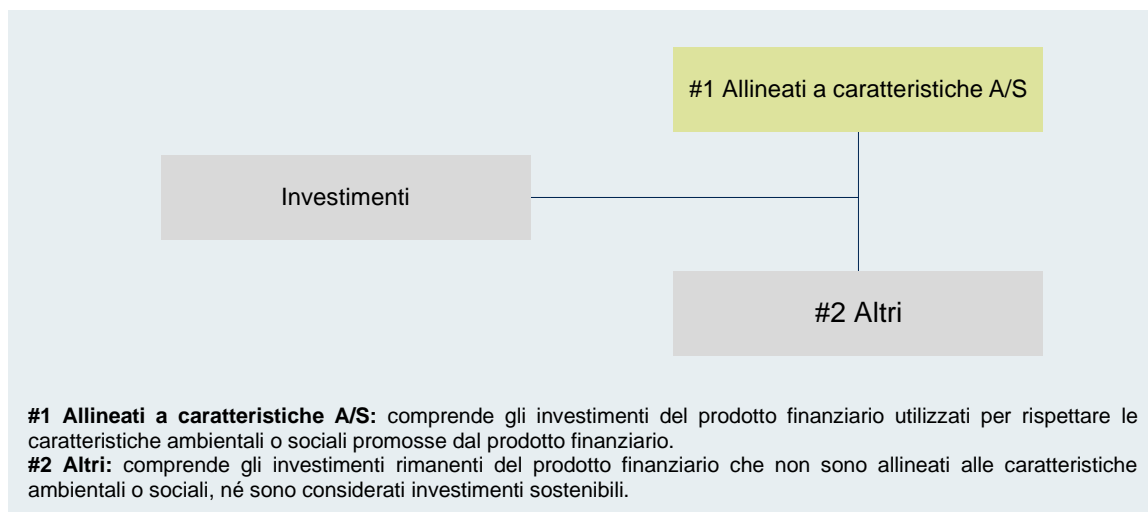 #1 Allineati a caratteristiche A/S
Investimenti
#2 Altri
#1 Allineati a caratteristiche A/S: comprende gli investimenti del prodotto finanziario utilizzati per rispettare le
caratteristiche ambientali o sociali promosse dal prodotto finanziario.
#2 Altri: comprende gli investimenti rimanenti del prodotto finanziario che non sono allineati alle caratteristiche
ambientali o sociali, né sono considerati investimenti sostenibili.